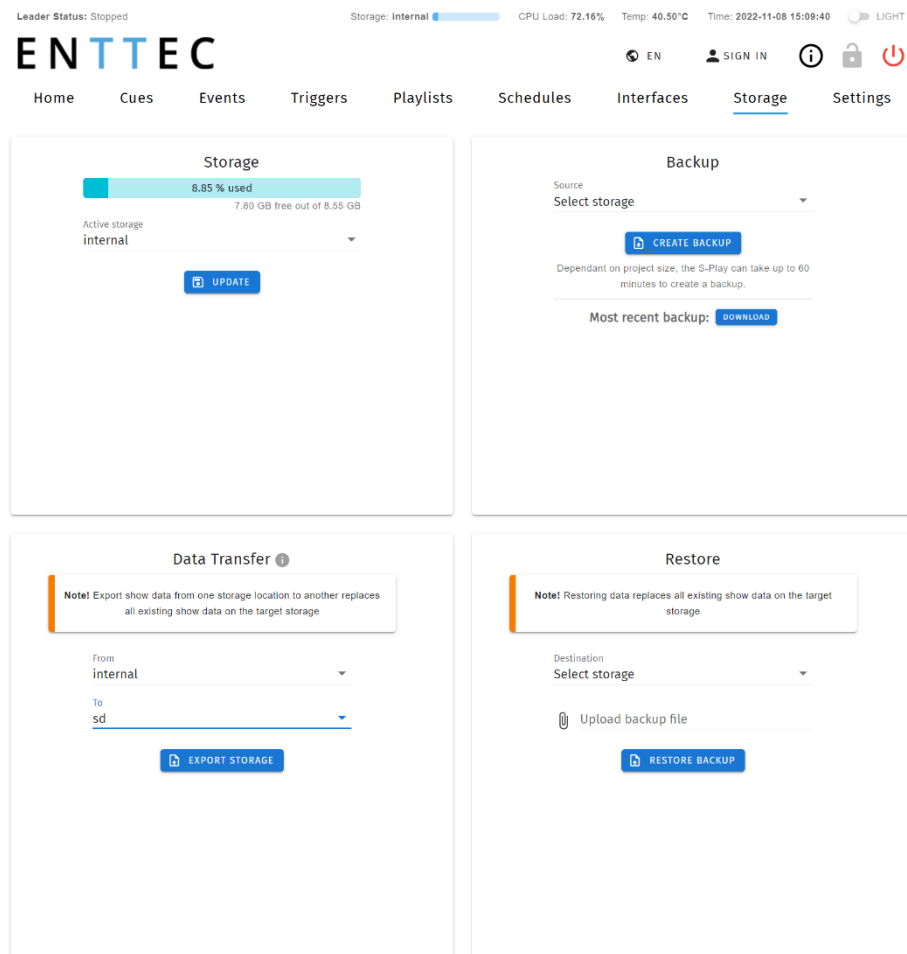 Leader Status: Stopped Storage: internal CPU Load: 72.16% Temp: 40.50°C Time: 2022-11-08 15:09:40 LIGHT
ENTTEC
EN SIGN IN
Home Cues Events Triggers Playlists Schedules Interfaces Storage Settings
Storage
8.85 % used
7.80 GB free out of 8.55 GB
Active storage
internal
UPDATE
Backup
Source
Select storage
CREATE BACKUP
Dependant on project size, the S-Play can take up to 60
minutes to create a backup.
Most recent backup: DOWNLOAD
Data Transfer
Note! Export show data from one storage location to another replaces
all existing show data on the target storage
From
internal
To
sd
EXPORT STORAGE
Restore
Note! Restoring data replaces all existing show data on the target
storage
Destination
Select storage
Upload backup file
RESTORE BACKUP